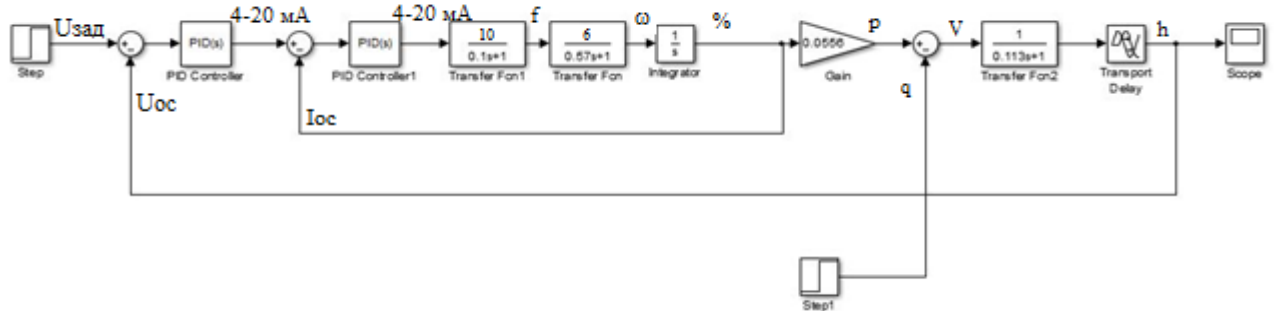 Uзад
4-20 мА
4-20 мА
f
ω
%
p
V
h
Step
PID(s)
PID Controller
PID(s)
PID Controller1
10
0.1s+1
Transfer Fcn1
6
0.57s+1
Transfer Fcn
1
s
Integrator
0.0556
Gain
q
1
0.113s+1
Transfer Fcn2
Transport
Delay
Scope
Uос
Iос
Step1